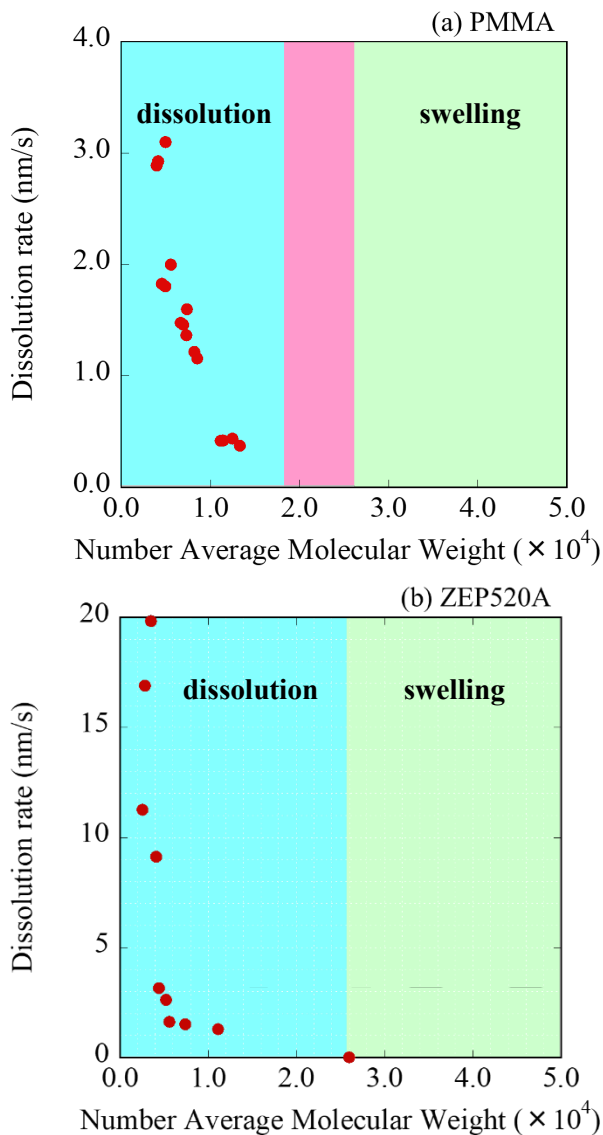 (a) PMMA
4.0
dissolution
swelling
3.0
Dissolution rate (nm/s)
2.0
1.0
0.0
0.0 1.0 2.0 3.0 4.0 5.0
Number Average Molecular Weight (×10⁴)
(b) ZEP520A
20
dissolution
swelling
15
Dissolution rate (nm/s)
10
5
0
0.0 1.0 2.0 3.0 4.0 5.0
Number Average Molecular Weight (×10⁴)